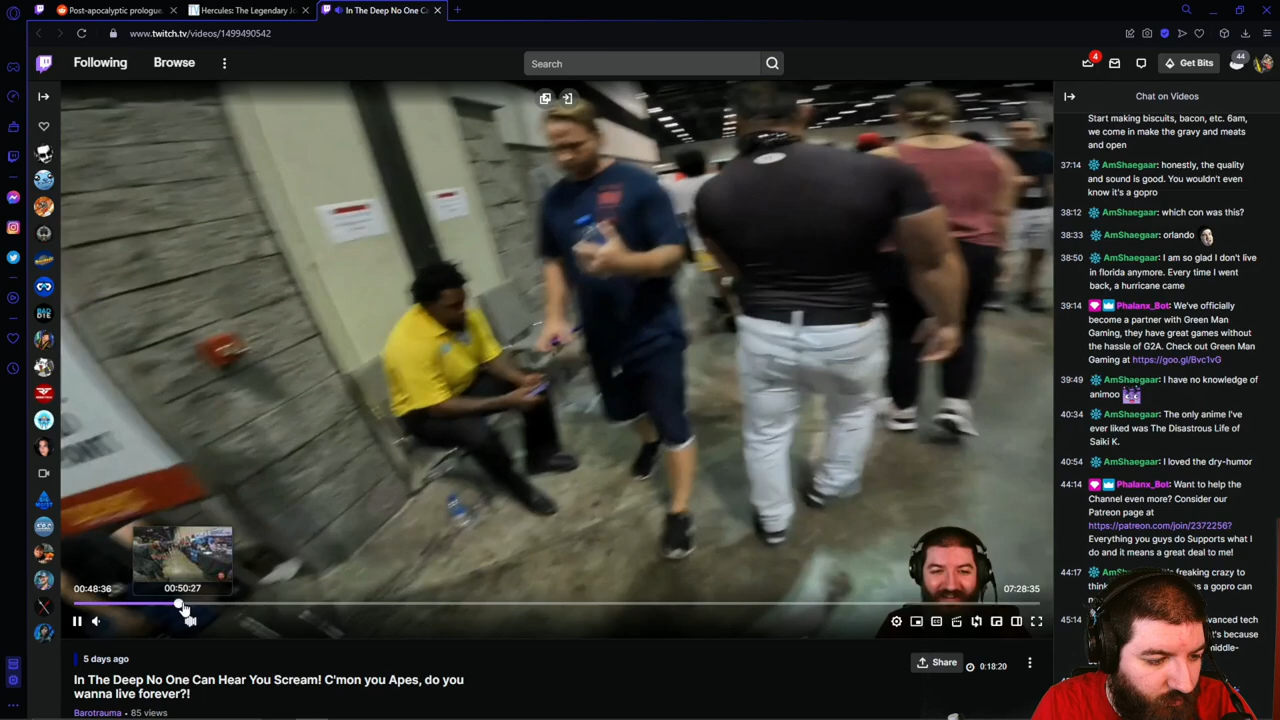 Post-apocalyptic prologue.
Hercules: The Legendary Jo
In The Deep No One C
www.twitch.tv/videos/1499490542
Following
Browse
Search
4
Get Bits
44
Chat on Videos
Start making biscuits, bacon, etc. 6am,
we come in make the gravy and meats
and open
37:14 AmShaegaar: honestly, the quality
and sound is good. You wouldn't even
know it's a gopro
38:12 AmShaegaar: which con was this?
38:33 AmShaegaar: orlando
38:50 AmShaegaar: I am so glad I don't live
in florida anymore. Every time I went
back, a hurricane came
39:14 Phalanx_Bot: We've officially
become a partner with Green Man
Gaming, they have great games without
the hassle of G2A. Check out Green Man
Gaming at https://goo.gl/Bvc1vG
39:49 AmShaegaar: I have no knowledge of
animoo
40:34 AmShaegaar: The only anime I've
ever liked was The Disastrous Life of
Saiki K.
40:54 AmShaegaar: I loved the dry-humor
44:14 Phalanx_Bot: Want to help the
Channel even more? Consider our
Patreon page at
https://patreon.com/join/2372256?
Everything you guys do Supports what I
do and it means a great deal to me!
44:17 AmShaegaar: it's freaking crazy to
think
a gopro can
45:14
advanced tech
it's because
middle-
00:48:36
00:50:27
07:28:35
5 days ago
Share
0:18:20
In The Deep No One Can Hear You Scream! C'mon you Apes, do you
wanna live forever?!
Barotrauma · 85 views